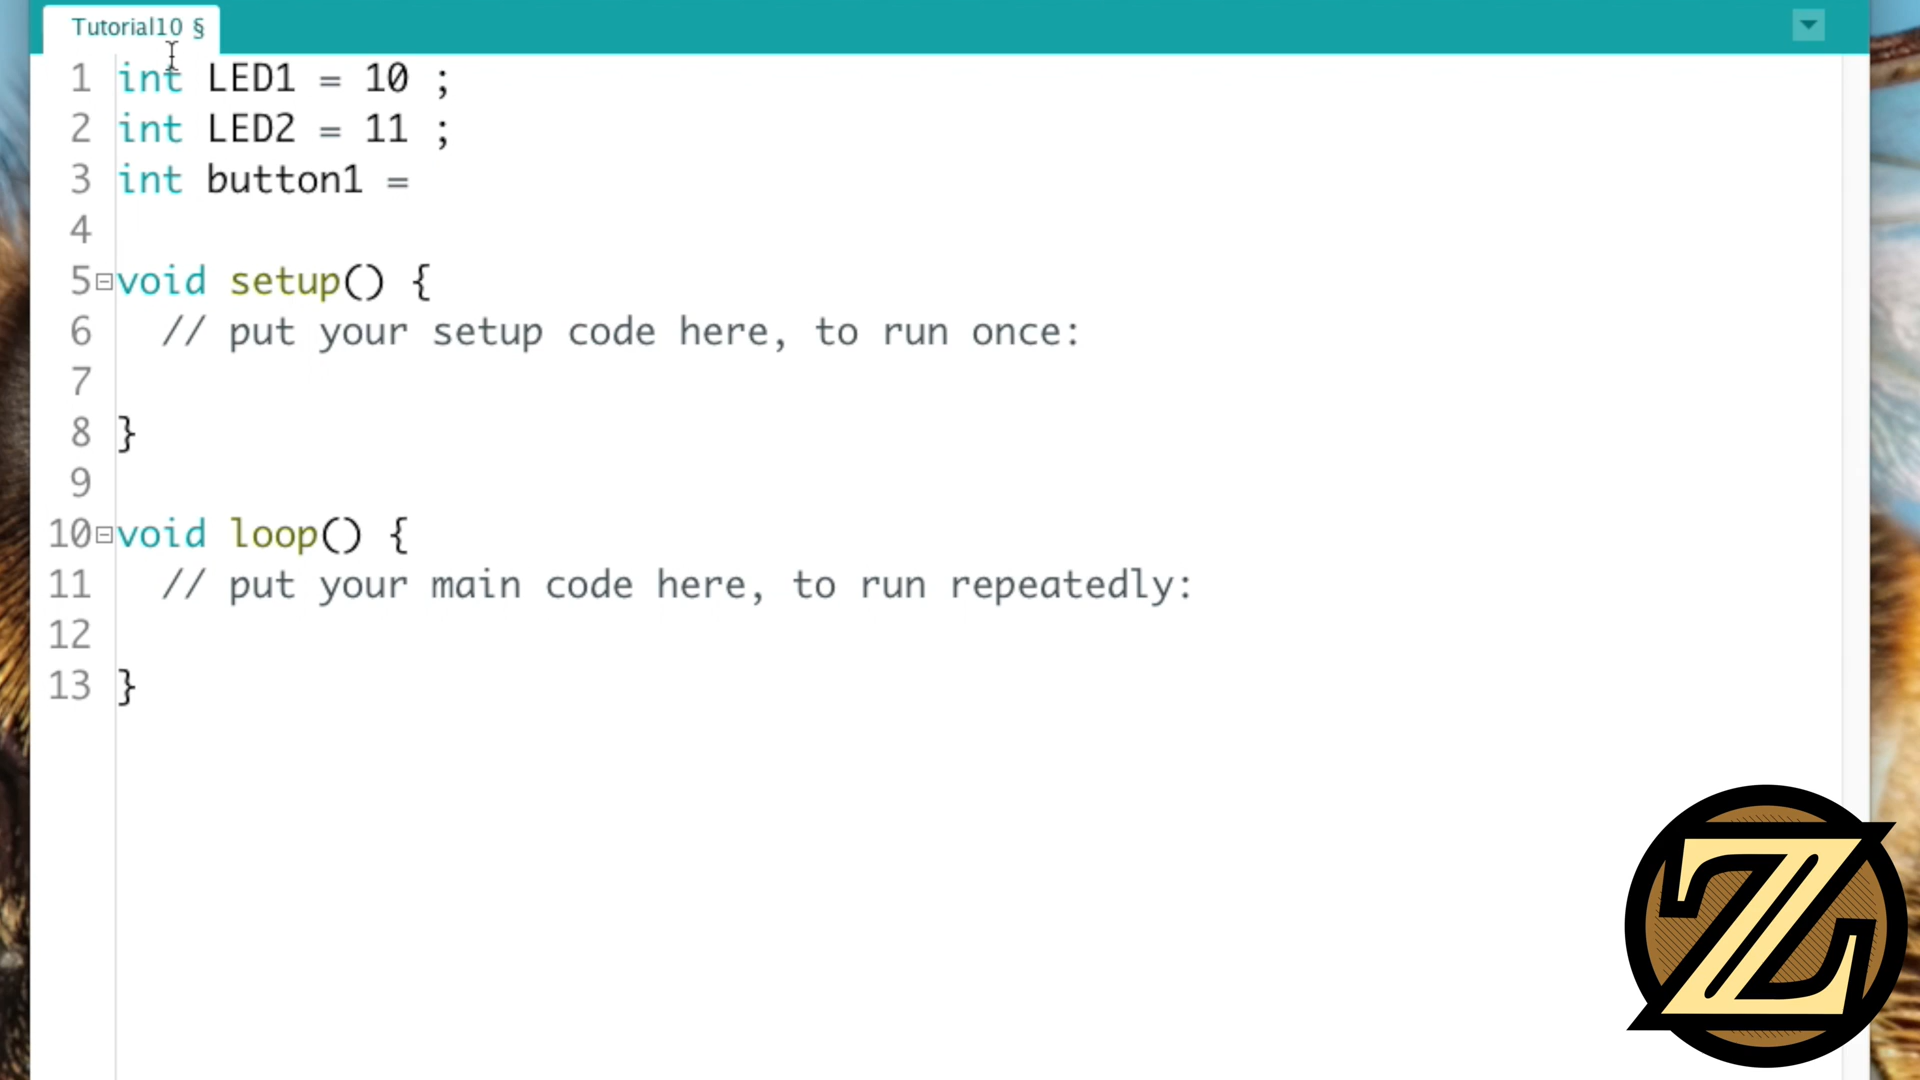 Tutorial10 §
1 int LED1 = 10 ;
2 int LED2 = 11 ;
3 int button1 =
4
5 void setup() {
6 // put your setup code here, to run once:
7
8 }
9
10 void loop() {
11 // put your main code here, to run repeatedly:
12
13 }
Z